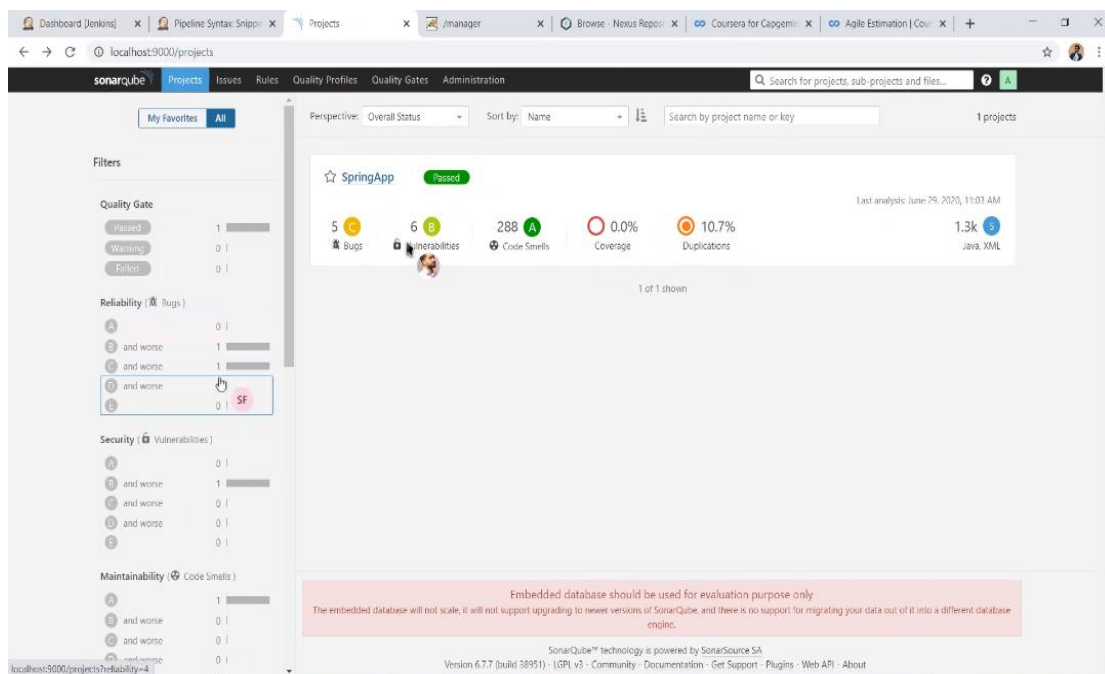 Dashboard [Jenkins] Pipeline Syntax: Snippe Projects /manager Browse - Nexus Reposi Coursera for Capgemin Agile Estimation | Cour
localhost:9000/projects
sonarqube Projects Issues Rules Quality Profiles Quality Gates Administration Search for projects, sub-projects and files... ? A
My Favorites All
Perspective: Overall Status Sort by: Name Search by project name or key 1 projects
Filters
SpringApp Passed
Quality Gate
Last analysis: June 29, 2020, 11:03 AM
Passed 1
Warning 0
Failed 0
5 C 6 B 288 A 0.0% 10.7% 1.3k S
Bugs Vulnerabilities Code Smells Coverage Duplications Java, XML
1 of 1 shown
Reliability ( Bugs )
A 0
B and worse 1
C and worse 1
D and worse
E 0
SF
Security ( Vulnerabilities )
A 0
B and worse 1
C and worse 0
D and worse 0
E 0
Maintainability ( Code Smells )
A 1
B and worse 0
C and worse 0
D and worse 0
Embedded database should be used for evaluation purpose only
The embedded database will not scale, it will not support upgrading to newer versions of SonarQube, and there is no support for migrating your data out of it into a different database
engine.
SonarQube™ technology is powered by SonarSource SA
Version 6.7.7 (build 38951) - LGPL v3 - Community - Documentation - Get Support - Plugins - Web API - About
localhost:9000/projects?reliability=4